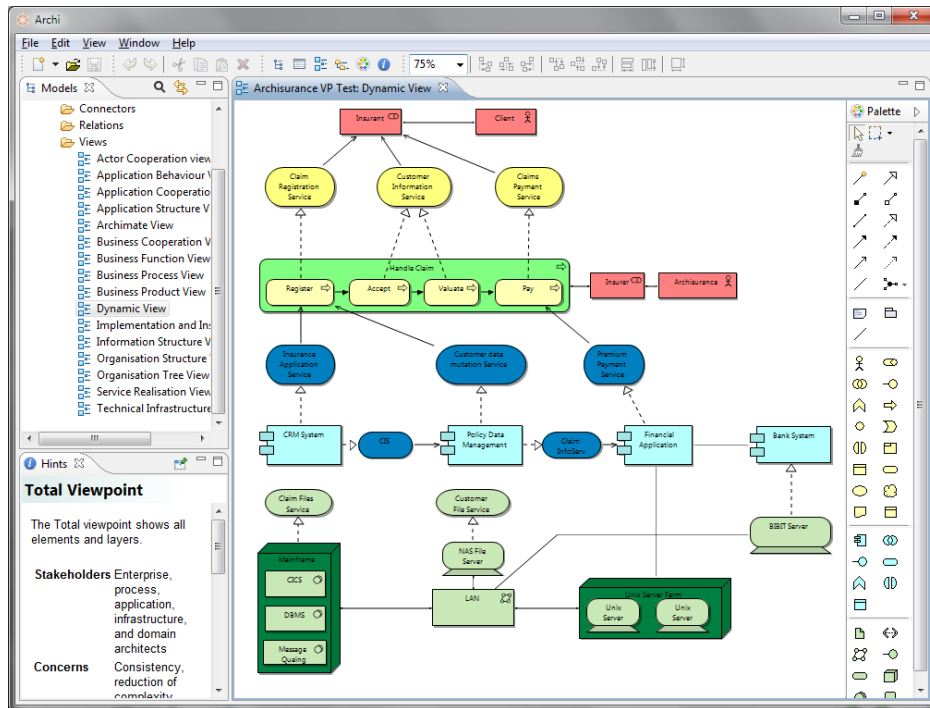 Archi
File Edit View Window Help
75%
Models
Connectors
Relations
Views
Actor Cooperation view
Application Behaviour V
Application Cooperatio
Application Structure V
Archimate View
Business Cooperation V
Business Function View
Business Process View
Business Product View
Dynamic View
Implementation and Ins
Information Structure V
Organisation Structure
Organisation Tree View
Service Realisation View
Technical Infrastructure
Hints
Total Viewpoint
The Total viewpoint shows all
elements and layers.
Stakeholders Enterprise,
process,
application,
infrastructure,
and domain
architects
Concerns Consistency,
reduction of
complexity,
Archisurance VP Test: Dynamic View
Insurant
Client
Claim
Registration
Service
Customer
Information
Service
Claims
Payment
Service
Handle Claim
Register
Accept
Valuate
Pay
Insurer
Archisurance
Insurance
Application
Service
Customer data
mutation Service
Premium
Payment
Service
CRM System
CIS
Policy Data
Management
Claim
InfoServ
Financial
Application
Bank System
Claim Files
Service
Customer
File Service
BIBIT Server
Mainframe
CICS
DBMS
Message
Queing
NAS File
Server
LAN
Unix Server Farm
Unix
Server
Unix
Server
Palette